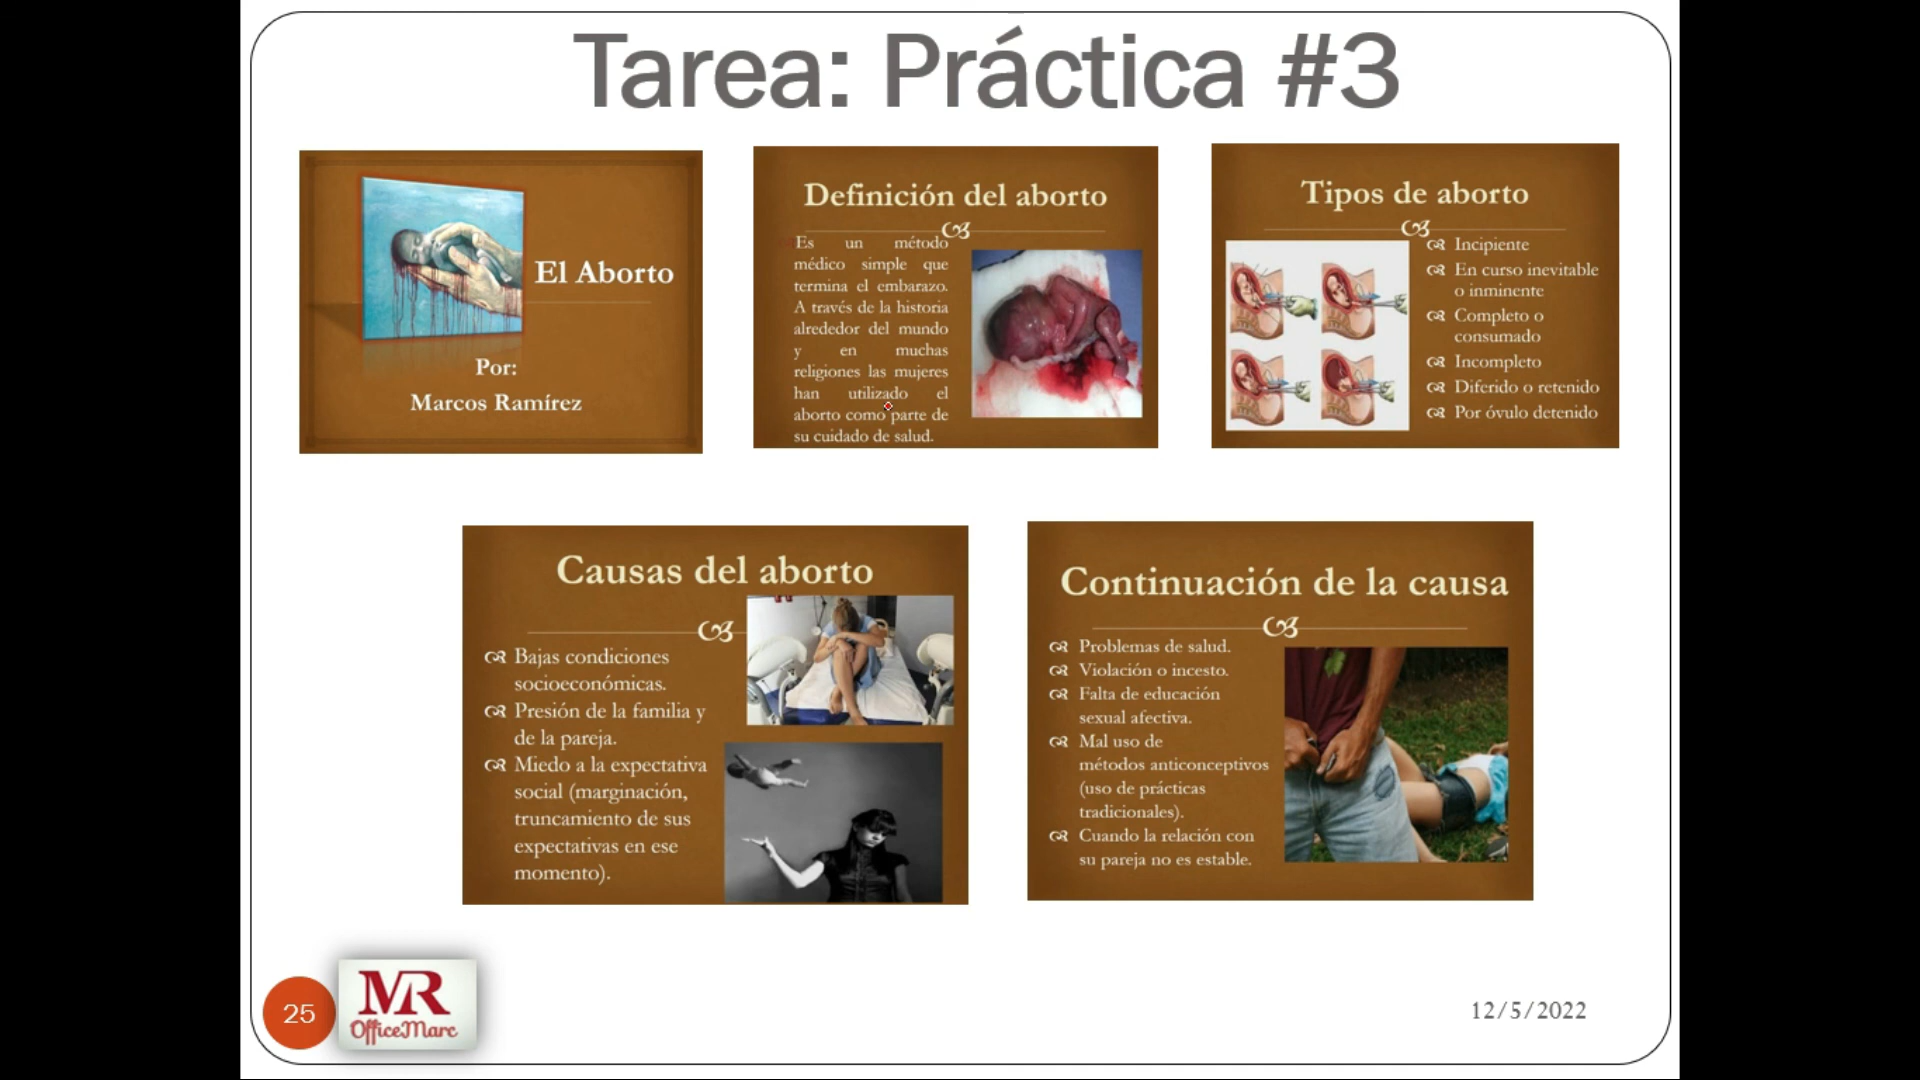 Tarea: Práctica #3
El Aborto
Por:
Marcos Ramírez
Definición del aborto
Es un método
médico simple que
termina el embarazo.
A través de la historia
alrededor del mundo
y en muchas
religiones las mujeres
han utilizado el
aborto como parte de
su cuidado de salud.
Tipos de aborto
Incipiente
En curso inevitable
o inminente
Completo o
consumado
Incompleto
Diferido o retenido
Por óvulo detenido
Causas del aborto
Bajas condiciones
socioeconómicas.
Presión de la familia y
de la pareja.
Miedo a la expectativa
social (marginación,
truncamiento de sus
expectativas en ese
momento).
Continuación de la causa
Problemas de salud.
Violación o incesto.
Falta de educación
sexual afectiva.
Mal uso de
métodos anticonceptivos
(uso de prácticas
tradicionales).
Cuando la relación con
su pareja no es estable.
25
MR
OfficeMarc
12/5/2022